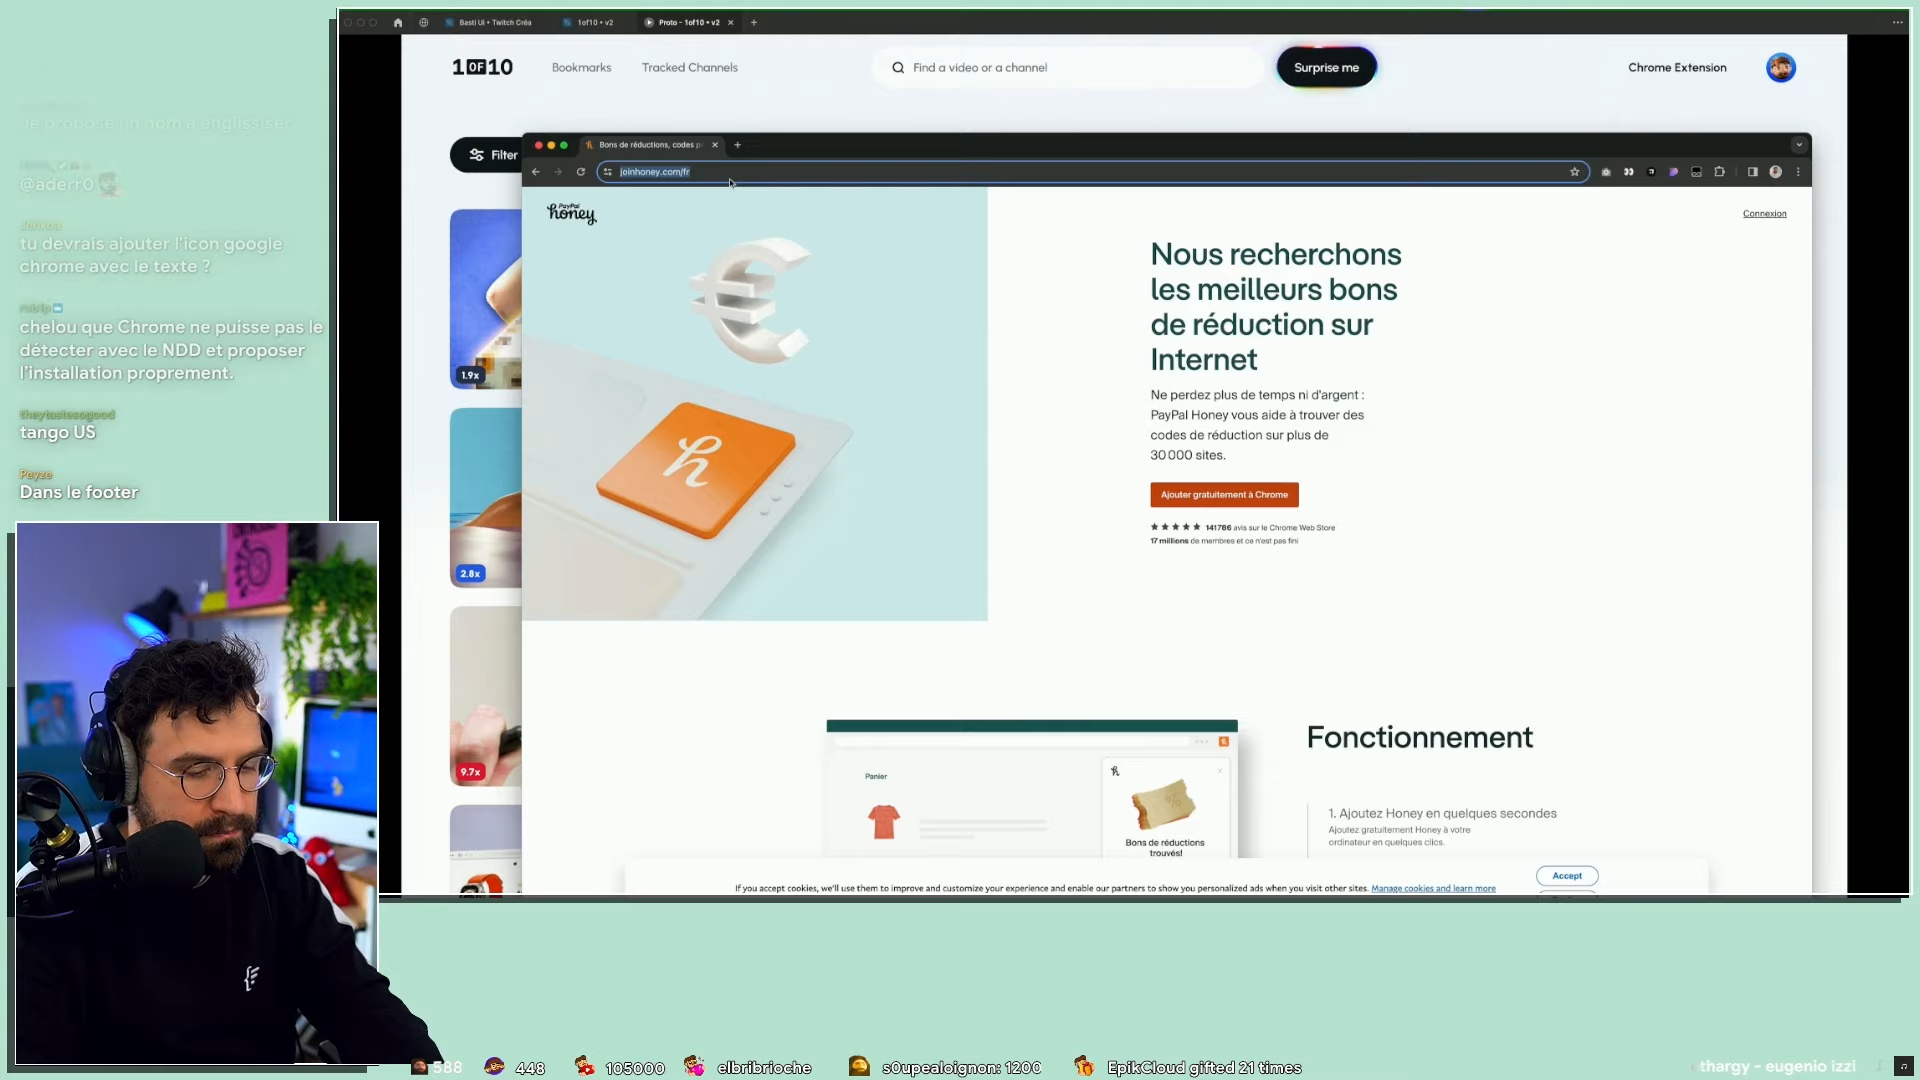 Basti Ui • Twitch Créa
1of10 • v2
Proto - 1of10 • v2
1OF10
Bookmarks
Tracked Channels
Find a video or a channel
Surprise me
Chrome Extension
je propose un nom à englissiser
@aderr0
tu devrais ajouter l'icon google
chrome avec le texte ?
chelou que Chrome ne puisse pas le
détecter avec le NDD et proposer
l'installation proprement.
theytastesogood
tango US
Peyze
Dans le footer
Filter
1.9x
2.8x
9.7x
Bons de réductions, codes p
joinhoney.com/fr
PayPal
honey
Connexion
Nous recherchons
les meilleurs bons
de réduction sur
Internet
Ne perdez plus de temps ni d'argent :
PayPal Honey vous aide à trouver des
codes de réduction sur plus de
30 000 sites.
Ajouter gratuitement à Chrome
141786 avis sur le Chrome Web Store
17 millions de membres et ce n'est pas fini
h
Fonctionnement
Panier
h
Bons de réductions
trouvés!
1. Ajoutez Honey en quelques secondes
Ajoutez gratuitement Honey à votre
ordinateur en quelques clics.
If you accept cookies, we'll use them to improve and customize your experience and enable our partners to show you personalized ads when you visit other sites. Manage cookies and learn more
Accept
588
448
105000
elbribrioche
s0upealoignon: 1200
EpikCloud gifted 21 times
thargy - eugenio izzi